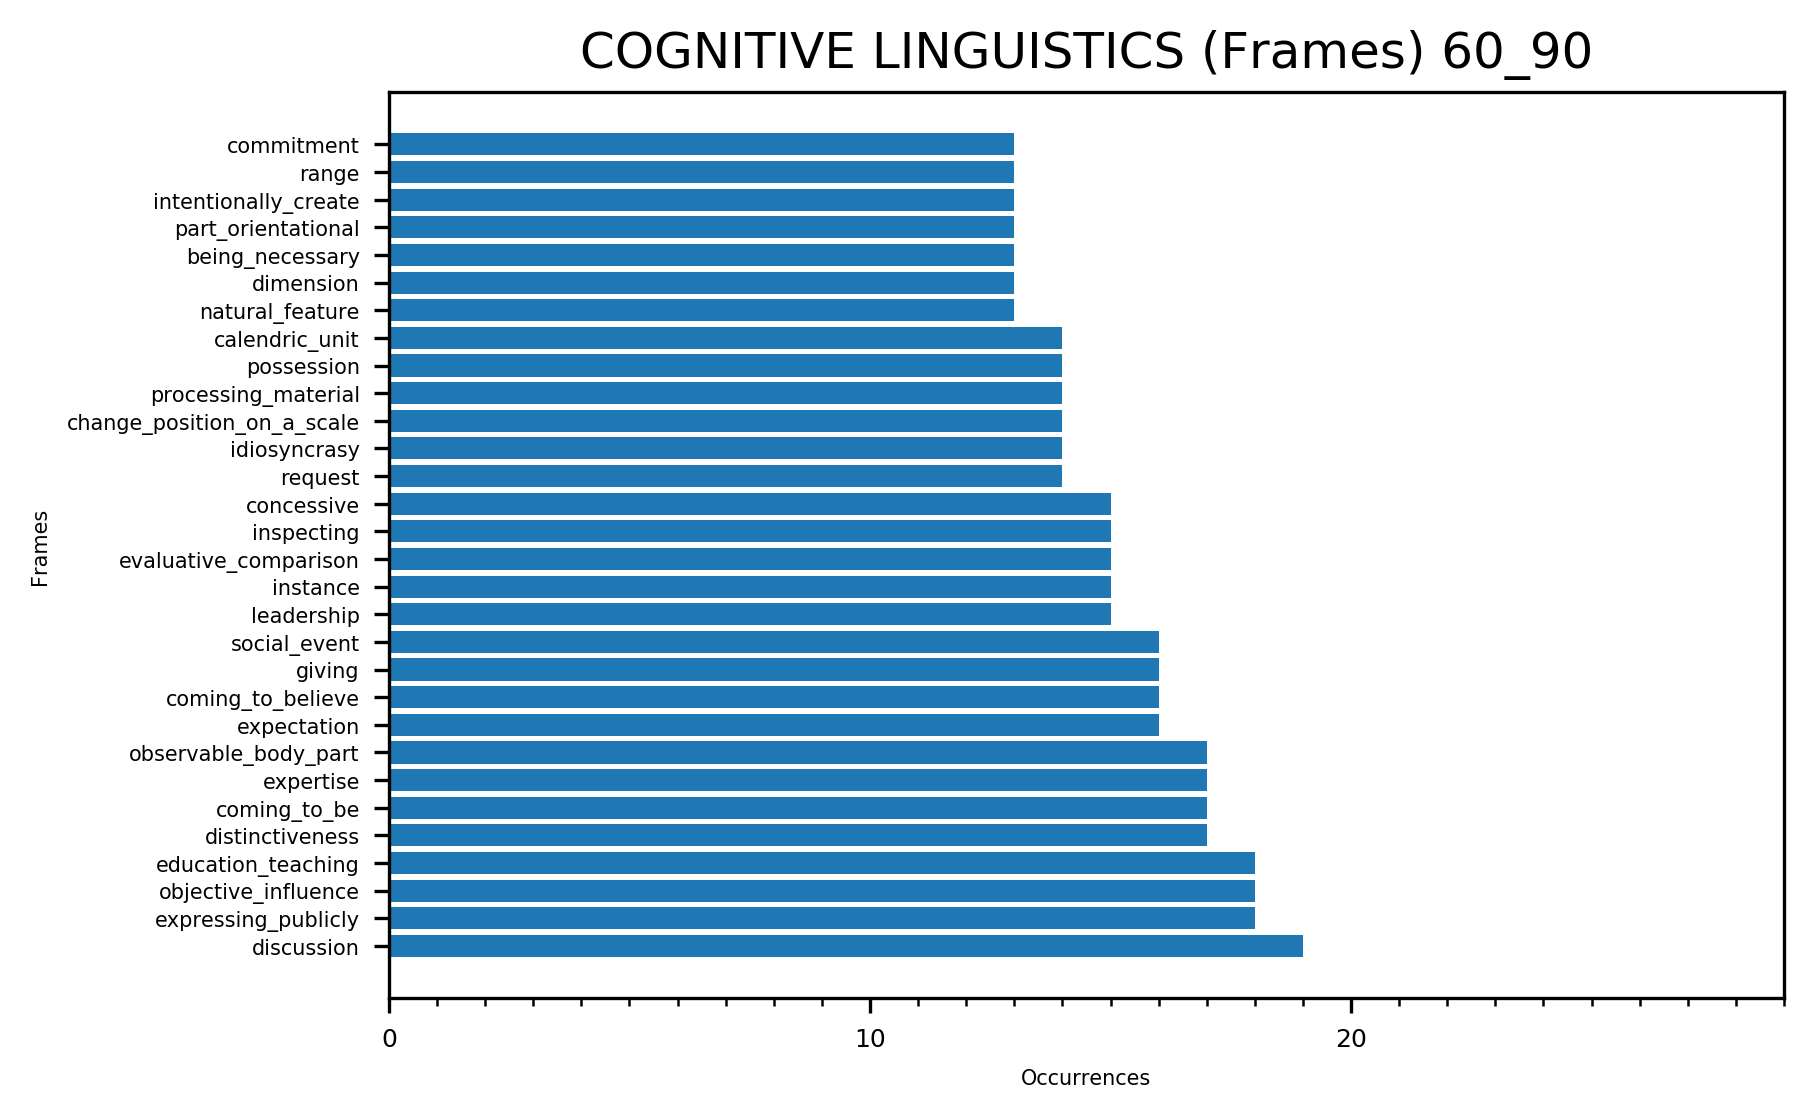 COGNITIVE LINGUISTICS (Frames) 60_90
commitment
range
intentionally_create
part_orientational
being_necessary
dimension
natural_feature
calendric_unit
possession
processing_material
change_position_on_a_scale
idiosyncrasy
request
concessive
inspecting
evaluative_comparison
instance
leadership
social_event
giving
coming_to_believe
expectation
observable_body_part
expertise
coming_to_be
distinctiveness
education_teaching
objective_influence
expressing_publicly
discussion
Frames
0 10 20
Occurrences